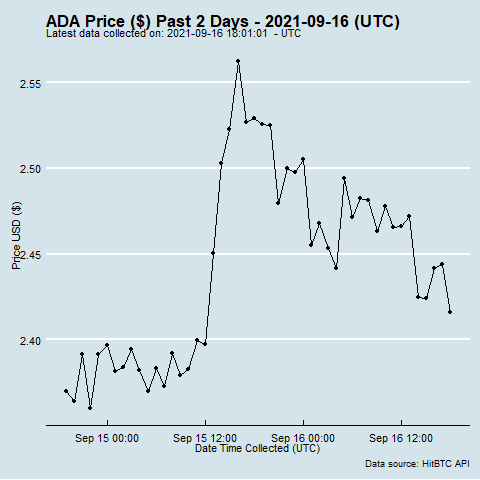 ADA Price ($) Past 2 Days - 2021-09-16 (UTC)
Latest data collected on: 2021-09-16 18:01:01  - UTC
2.55
2.50
2.45
2.40
Price USD ($)
Sep 15 00:00
Sep 15 12:00
Sep 16 00:00
Sep 16 12:00
Date Time Collected (UTC)
Data source: HitBTC API